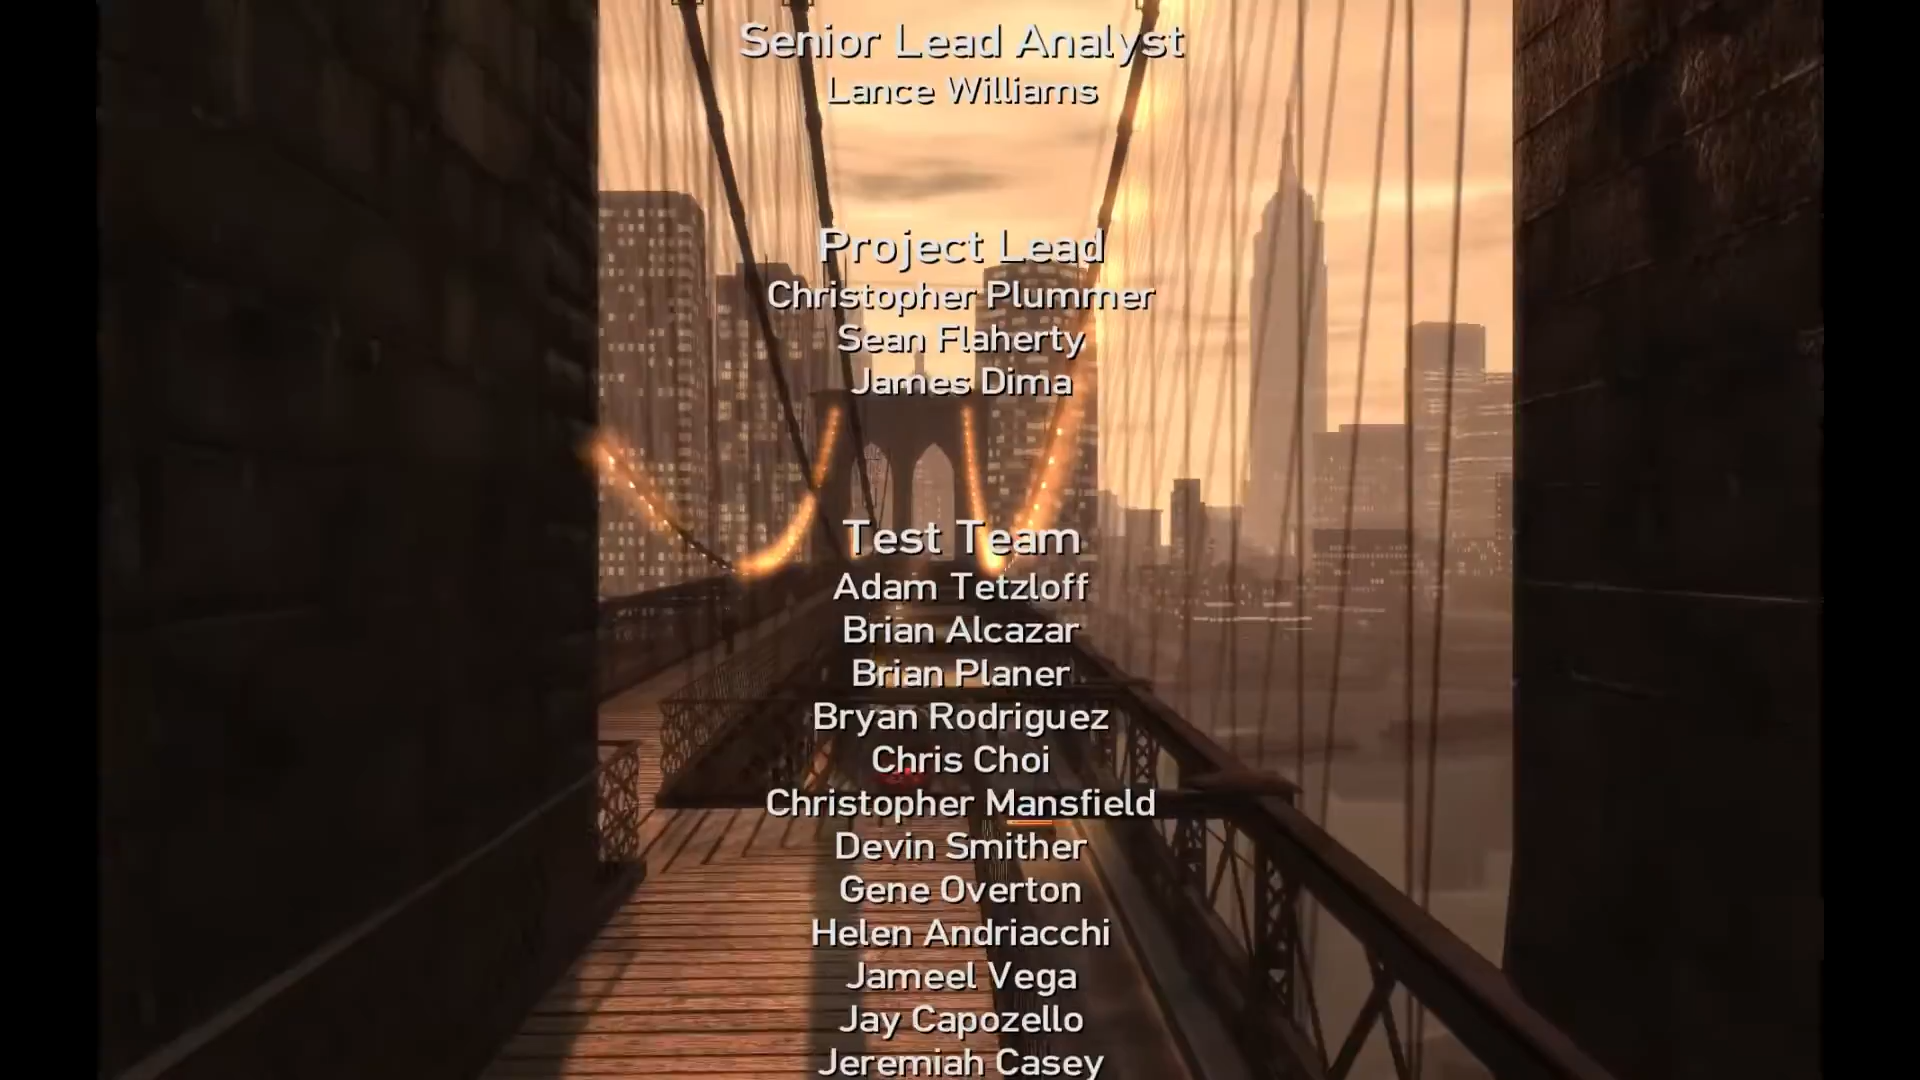 Senior Lead Analyst
Lance Williams
Project Lead
Christopher Plummer
Sean Flaherty
James Dima
Test Team
Adam Tetzloff
Brian Alcazar
Brian Planer
Bryan Rodriguez
Chris Choi
Christopher Mansfield
Devin Smither
Gene Overton
Helen Andriacchi
Jameel Vega
Jay Capozello
Jeremiah Casey